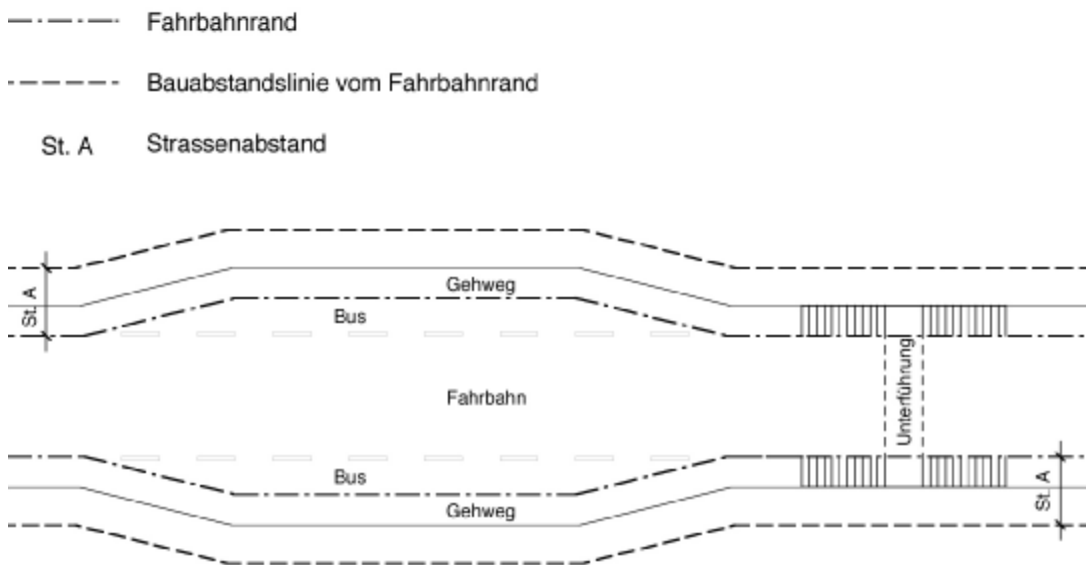 Fahrbahnrand
Bauabstandslinie vom Fahrbahnrand
St. A Strassenabstand
Gehweg
St. A
Bus
Fahrbahn
Unterführung
Bus
Gehweg
St. A